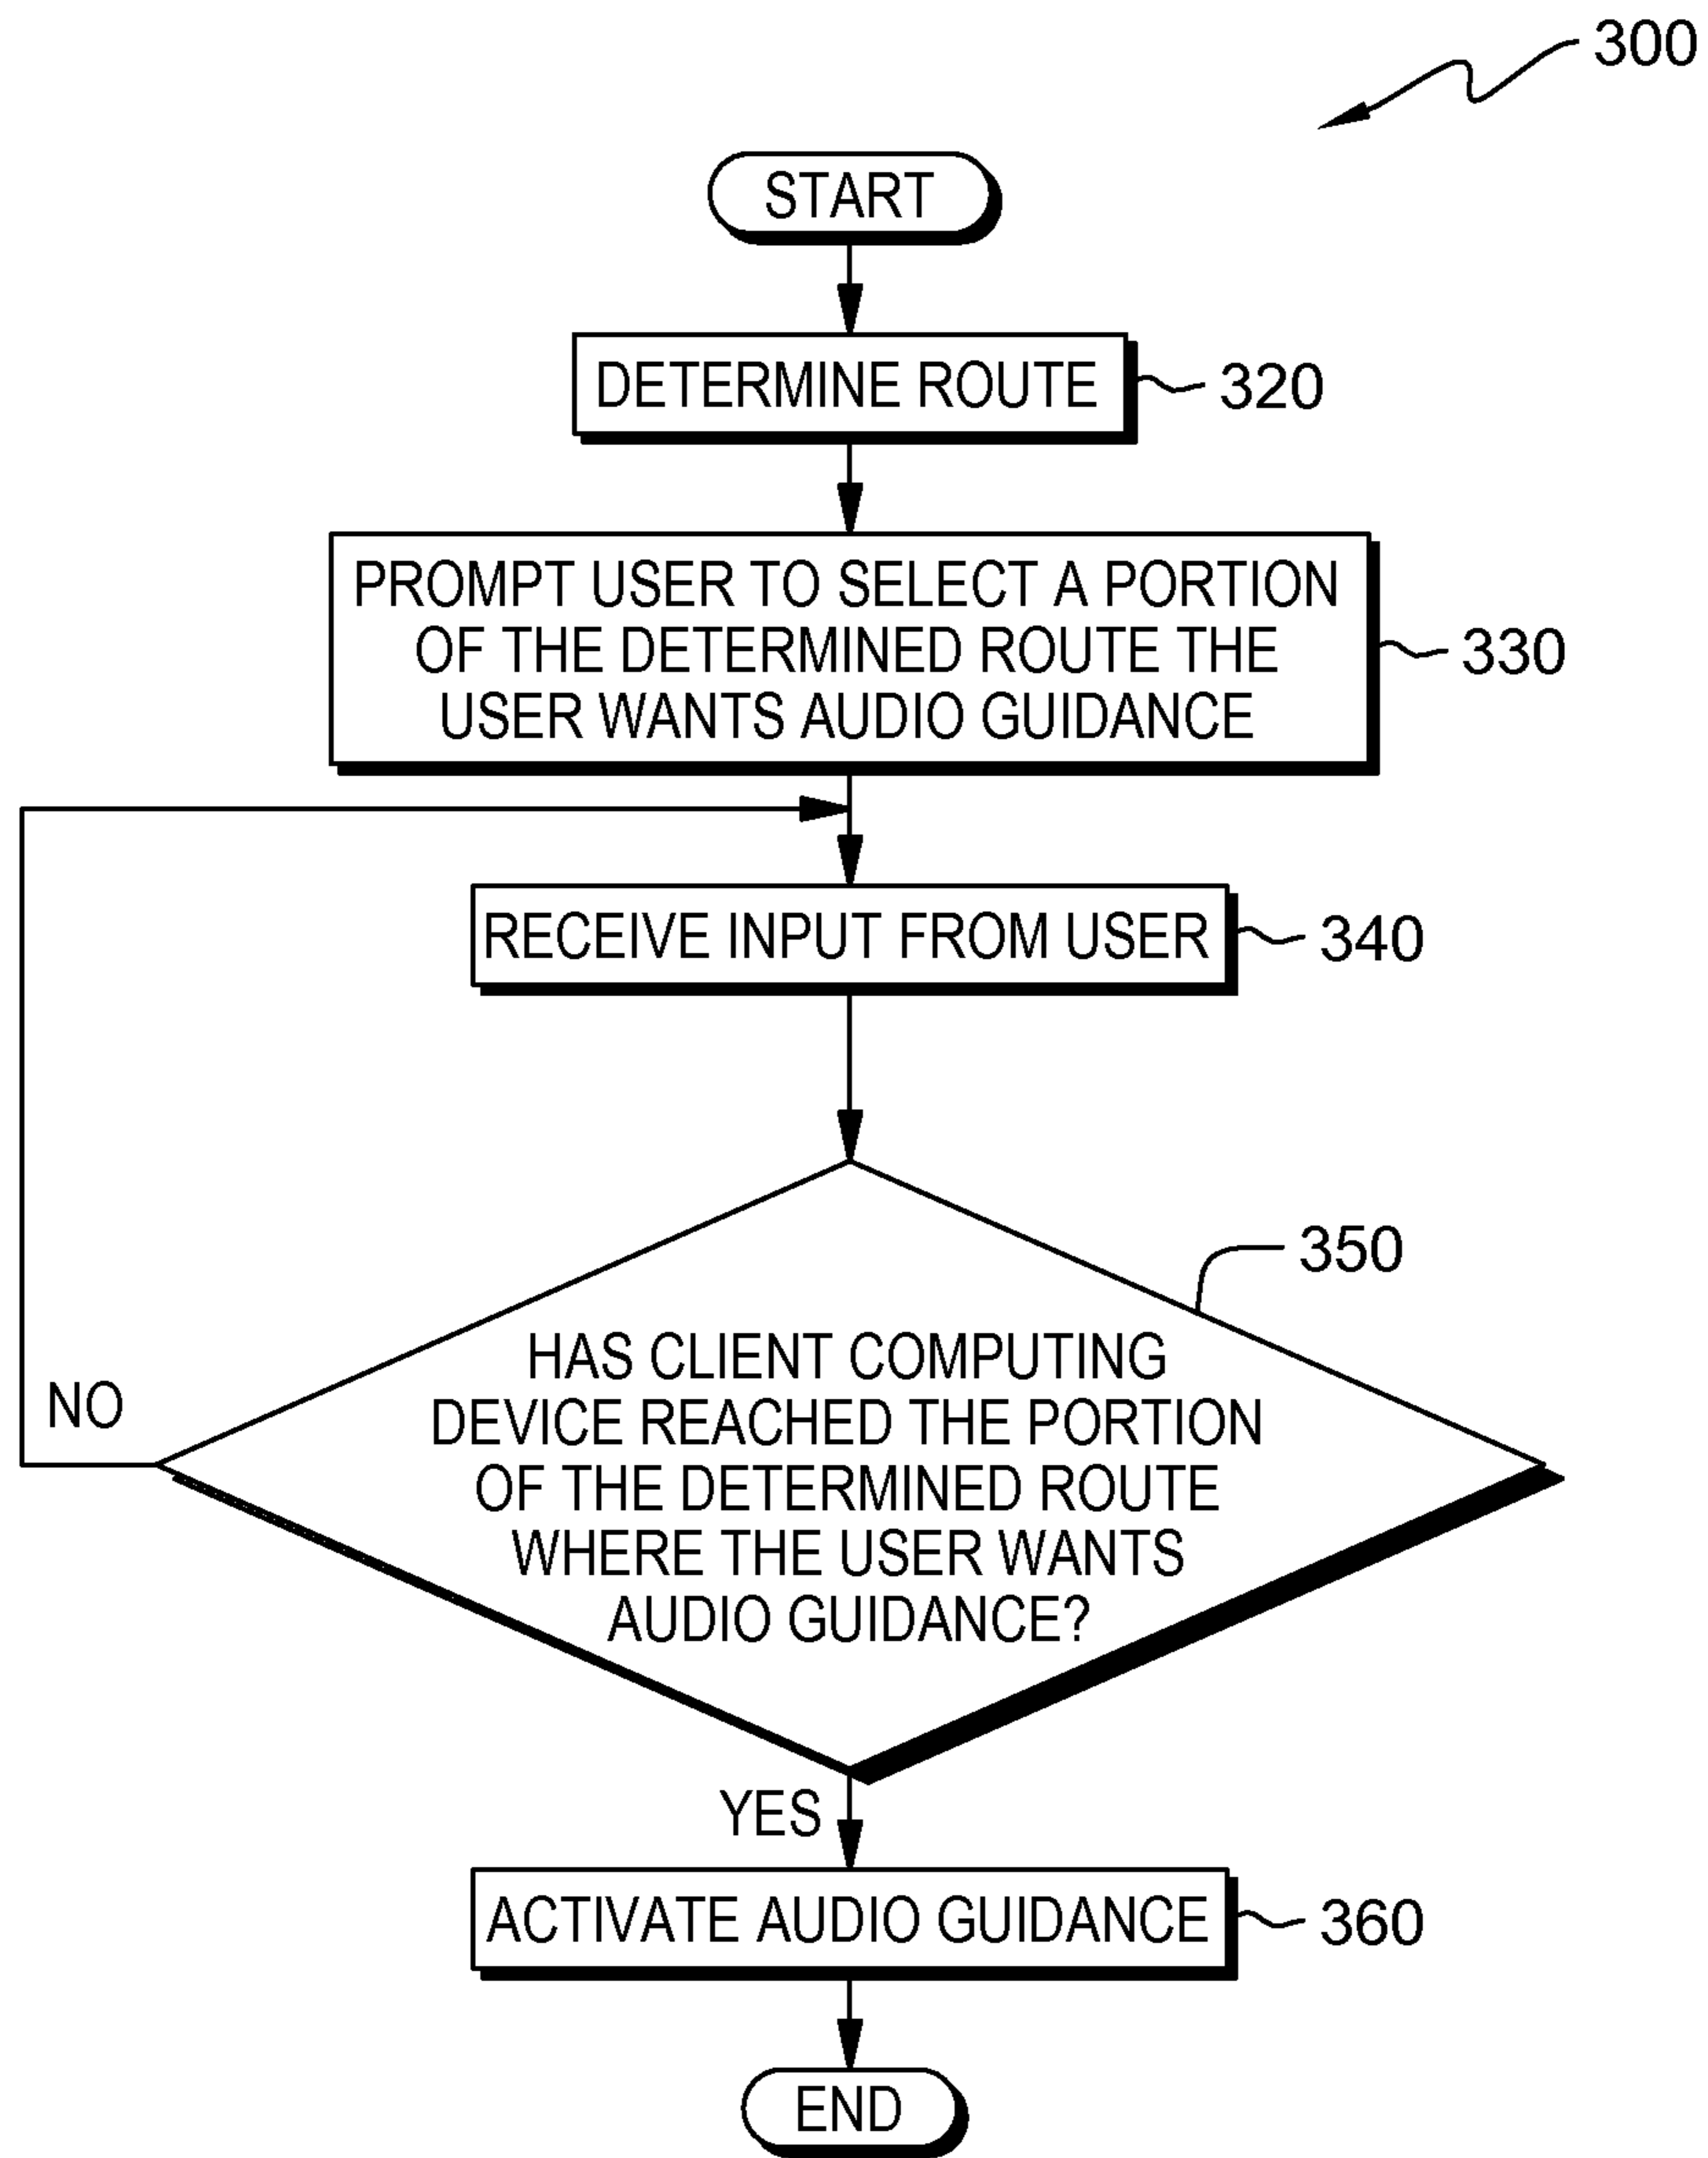 300
START
DETERMINE ROUTE
320
PROMPT USER TO SELECT A PORTION
OF THE DETERMINED ROUTE THE
USER WANTS AUDIO GUIDANCE
330
RECEIVE INPUT FROM USER
340
350
HAS CLIENT COMPUTING
DEVICE REACHED THE PORTION
OF THE DETERMINED ROUTE
WHERE THE USER WANTS
AUDIO GUIDANCE?
NO
YES
ACTIVATE AUDIO GUIDANCE
360
END